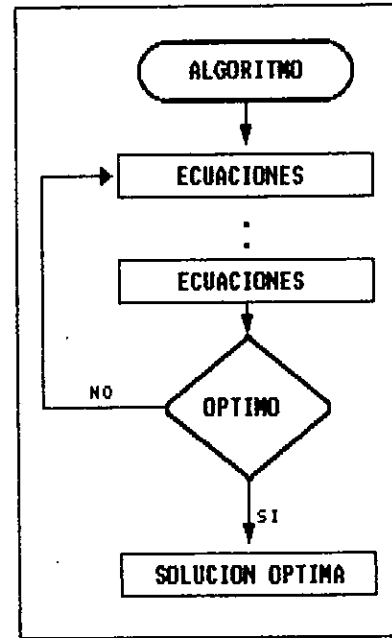 ALGORITMO
ECUACIONES
ECUACIONES
NO
OPTIMO
SI
SOLUCION OPTIMA